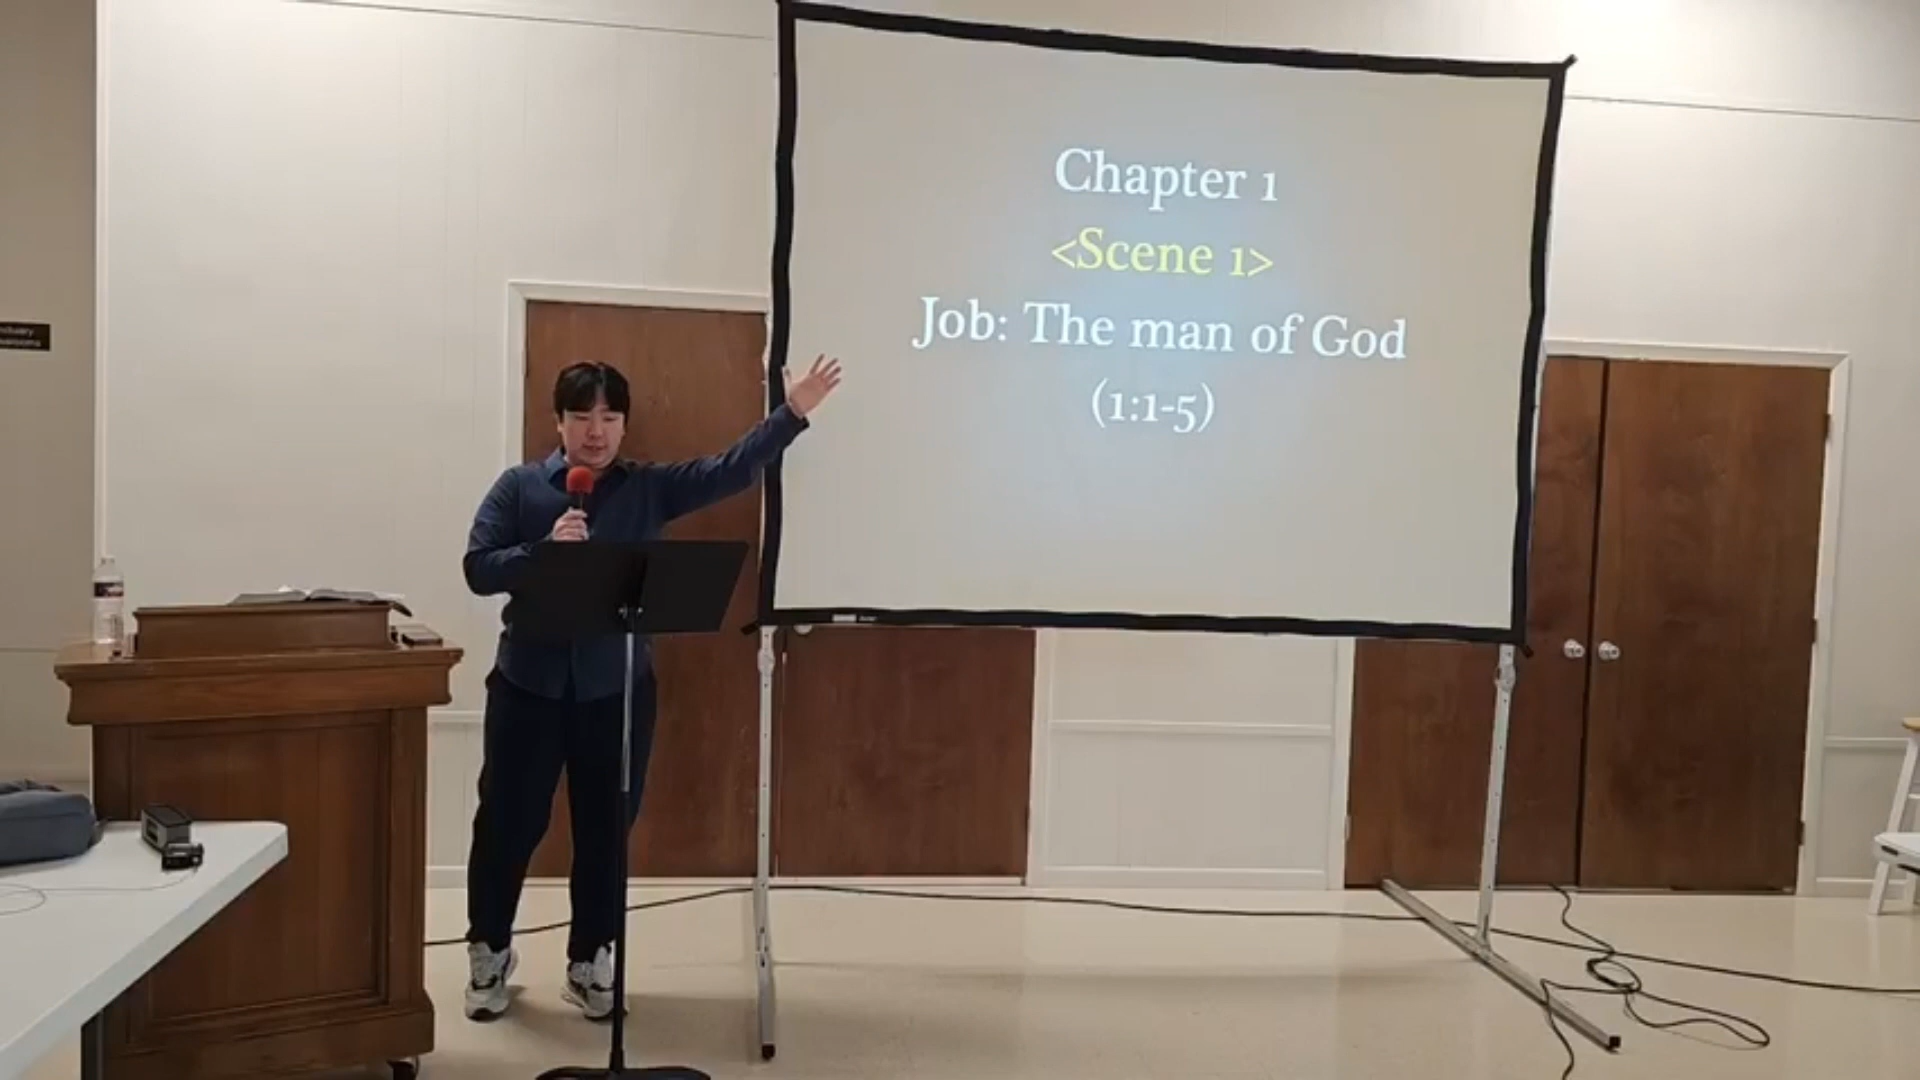 Chapter 1
<Scene 1>
Job: The man of God
(1:1-5)